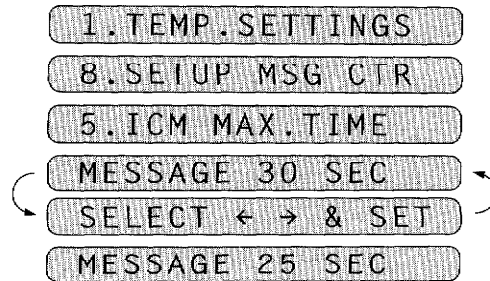 1.TEMP.SETTINGS
8.SETUP MSG CTR
5.ICM MAX.TIME
MESSAGE 30 SEC
SELECT ← → & SET
MESSAGE 25 SEC